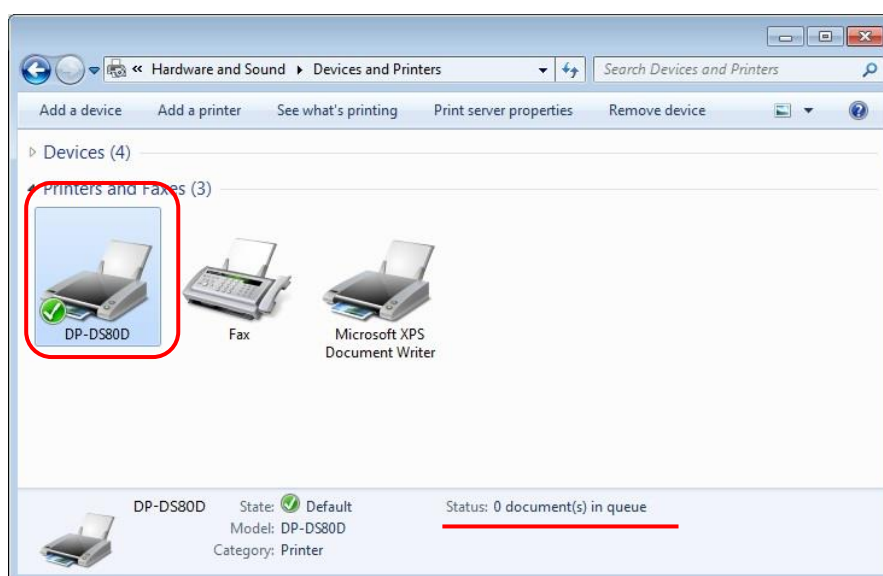 « Hardware and Sound ▸ Devices and Printers Search Devices and Printers
Add a device Add a printer See what's printing Print server properties Remove device
Devices (4)
Printers and Faxes (3)
DP-DS80D
Fax
Microsoft XPS
Document Writer
DP-DS80D State: Default Status: 0 document(s) in queue
Model: DP-DS80D
Category: Printer